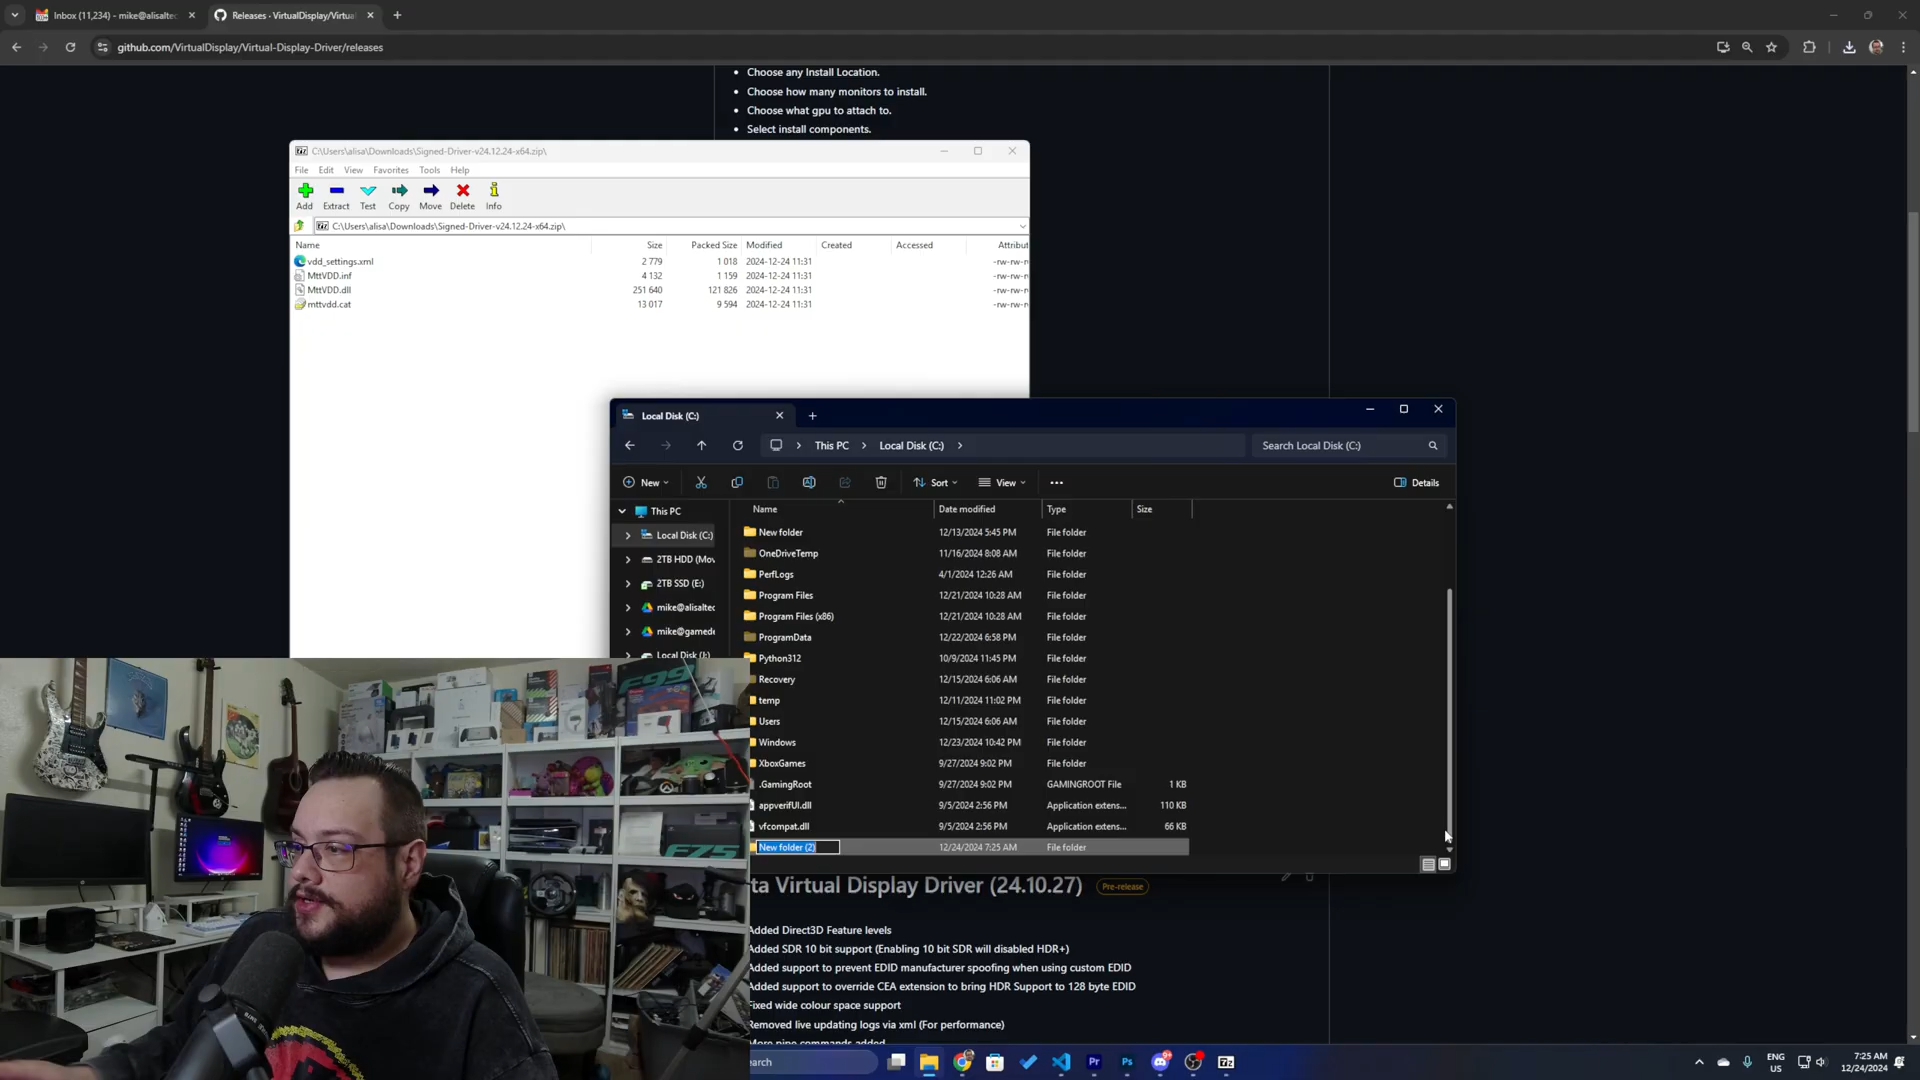 Inbox (11,234) - mike@alisaltec
Releases · VirtualDisplay/Virtua
github.com/VirtualDisplay/Virtual-Display-Driver/releases
Choose any Install Location.
Choose how many monitors to install.
Choose what gpu to attach to.
Select install components.
C:\Users\alisa\Downloads\Signed-Driver-v24.12.24-x64.zip\
File Edit View Favorites Tools Help
Add Extract Test Copy Move Delete Info
C:\Users\alisa\Downloads\Signed-Driver-v24.12.24-x64.zip\
Name Size Packed Size Modified Created Accessed Attribut
vdd_settings.xml 2 779 1 018 2024-12-24 11:31 -rw-rw-r
MttVDD.inf 4 132 1 159 2024-12-24 11:31 -rw-rw-r
MttVDD.dll 251 640 121 826 2024-12-24 11:31 -rw-rw-r
mttvdd.cat 13 017 9 594 2024-12-24 11:31 -rw-rw-r
Local Disk (C:)
This PC Local Disk (C:) Search Local Disk (C:)
New Sort View Details
This PC
Local Disk (C:)
2TB HDD (Mov
2TB SSD (E:)
mike@alisaltec
mike@gamede
Local Disk (J:)
Name Date modified Type Size
New folder 12/13/2024 5:45 PM File folder
OneDriveTemp 11/16/2024 8:08 AM File folder
PerfLogs 4/1/2024 12:26 AM File folder
Program Files 12/21/2024 10:28 AM File folder
Program Files (x86) 12/21/2024 10:28 AM File folder
ProgramData 12/22/2024 6:58 PM File folder
Python312 10/9/2024 11:45 PM File folder
Recovery 12/15/2024 6:06 AM File folder
temp 12/11/2024 11:02 PM File folder
Users 12/15/2024 6:06 AM File folder
Windows 12/23/2024 10:42 PM File folder
XboxGames 9/27/2024 9:02 PM File folder
.GamingRoot 9/27/2024 9:02 PM GAMINGROOT File 1 KB
appverifUI.dll 9/5/2024 2:56 PM Application extens... 110 KB
vfcompat.dll 9/5/2024 2:56 PM Application extens... 66 KB
New folder (2) 12/24/2024 7:25 AM File folder
ta Virtual Display Driver (24.10.27) Pre-release
Added Direct3D Feature levels
Added SDR 10 bit support (Enabling 10 bit SDR will disabled HDR+)
Added support to prevent EDID manufacturer spoofing when using custom EDID
Added support to override CEA extension to bring HDR Support to 128 byte EDID
Fixed wide colour space support
Removed live updating logs via xml (For performance)
More pipe commands added
F99
F75
earch
ENG
US
7:25 AM
12/24/2024